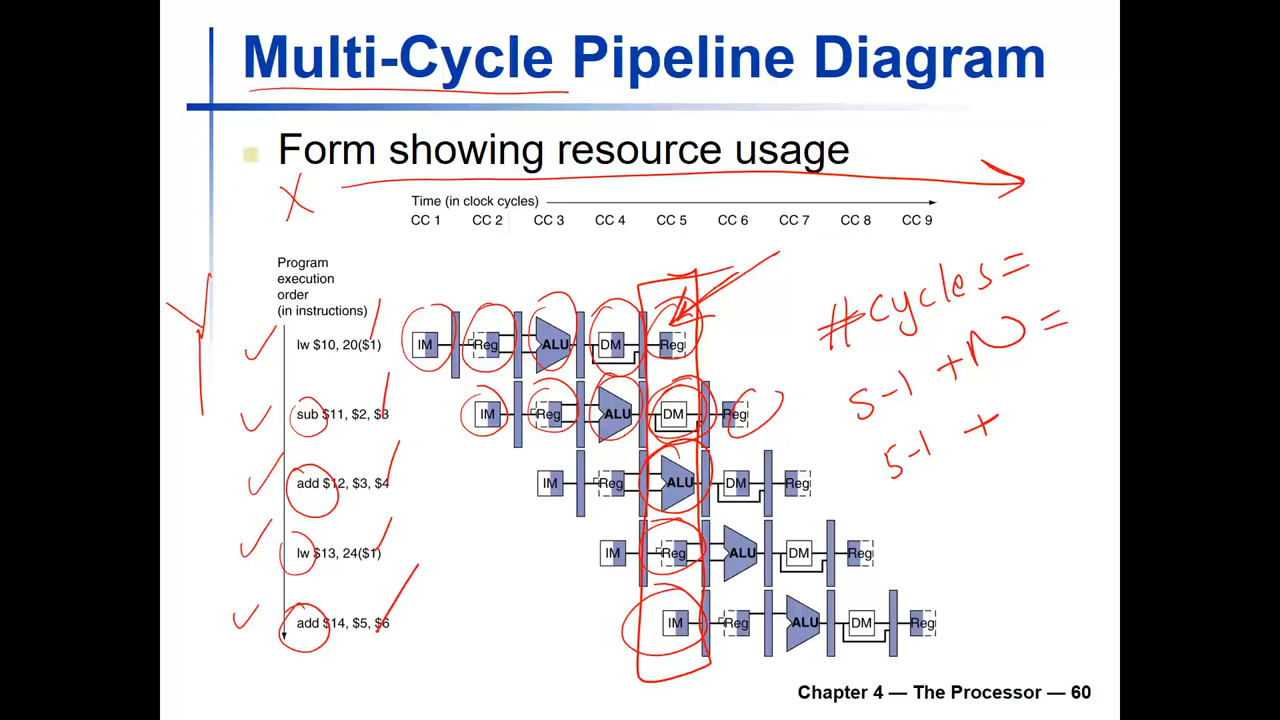 Multi-Cycle Pipeline Diagram
Form showing resource usage
X
Time (in clock cycles)
CC 1 CC 2 CC 3 CC 4 CC 5 CC 6 CC 7 CC 8 CC 9
Program
execution
order
(in instructions)
Y
#cycles=
5-1 +N =
5-1 +
lw $10, 20($1) IM Reg ALU DM Reg
sub $11, $2, $3 IM Reg ALU DM Reg
add $12, $3, $4 IM Reg ALU DM Reg
lw $13, 24($1) IM Reg ALU DM Reg
add $14, $5, $6 IM Reg ALU DM Reg
Chapter 4 — The Processor — 60